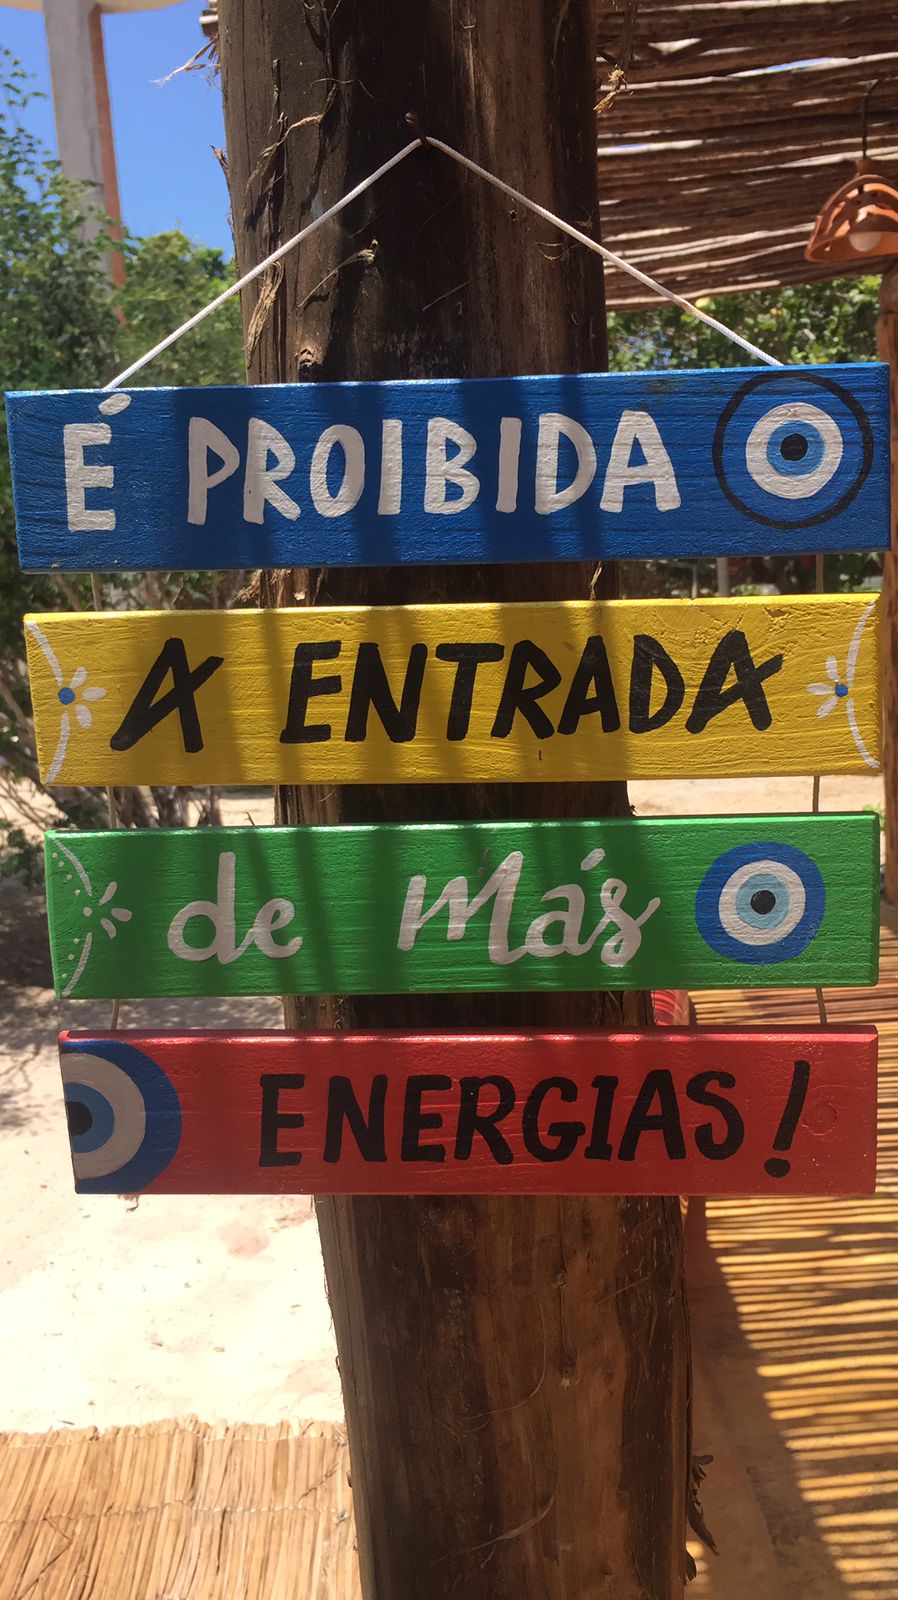 É PROIBIDA
A ENTRADA
de Más
ENERGIAS!